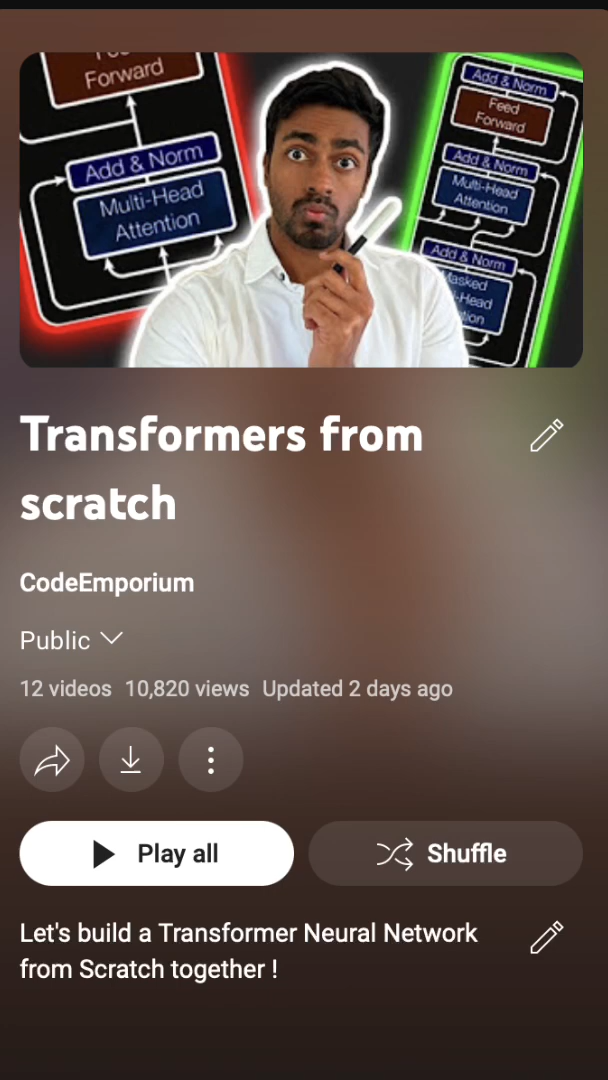 Feed
Forward
Add & Norm
Multi-Head
Attention
Add & Norm
Feed
Forward
Add & Norm
Multi-Head
Attention
Add & Norm
Masked
Transformers from
scratch
CodeEmporium
Public
12 videos 10,820 views Updated 2 days ago
Play all
Shuffle
Let's build a Transformer Neural Network
from Scratch together !